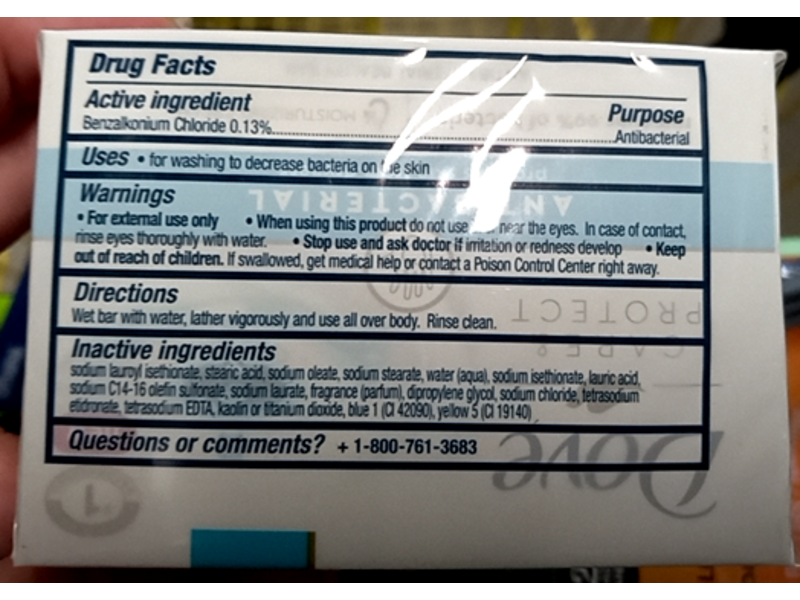 Drug Facts
Active ingredient Purpose
Benzalkonium Chloride 0.13%......Antibacterial
Uses • for washing to decrease bacteria on the skin
Warnings
• For external use only • When using this product do not use near the eyes. In case of contact,
rinse eyes thoroughly with water. • Stop use and ask doctor if irritation or redness develop • Keep
out of reach of children. If swallowed, get medical help or contact a Poison Control Center right away.
Directions
Wet bar with water, lather vigorously and use all over body. Rinse clean.
Inactive ingredients
sodium lauroyl isethionate, stearic acid, sodium oleate, sodium stearate, water (aqua), sodium isethionate, lauric acid,
sodium C14-16 olefin sulfonate, sodium laurate, fragrance (parfum), dipropylene glycol, sodium chloride, tetrasodium
etidronate, tetrasodium EDTA, kaolin or titanium dioxide, blue 1 (CI 42090), yellow 5 (CI 19140)
Questions or comments? + 1-800-761-3683
ANTIBACTERIAL
PROTECT
CARE &
Dove
#1